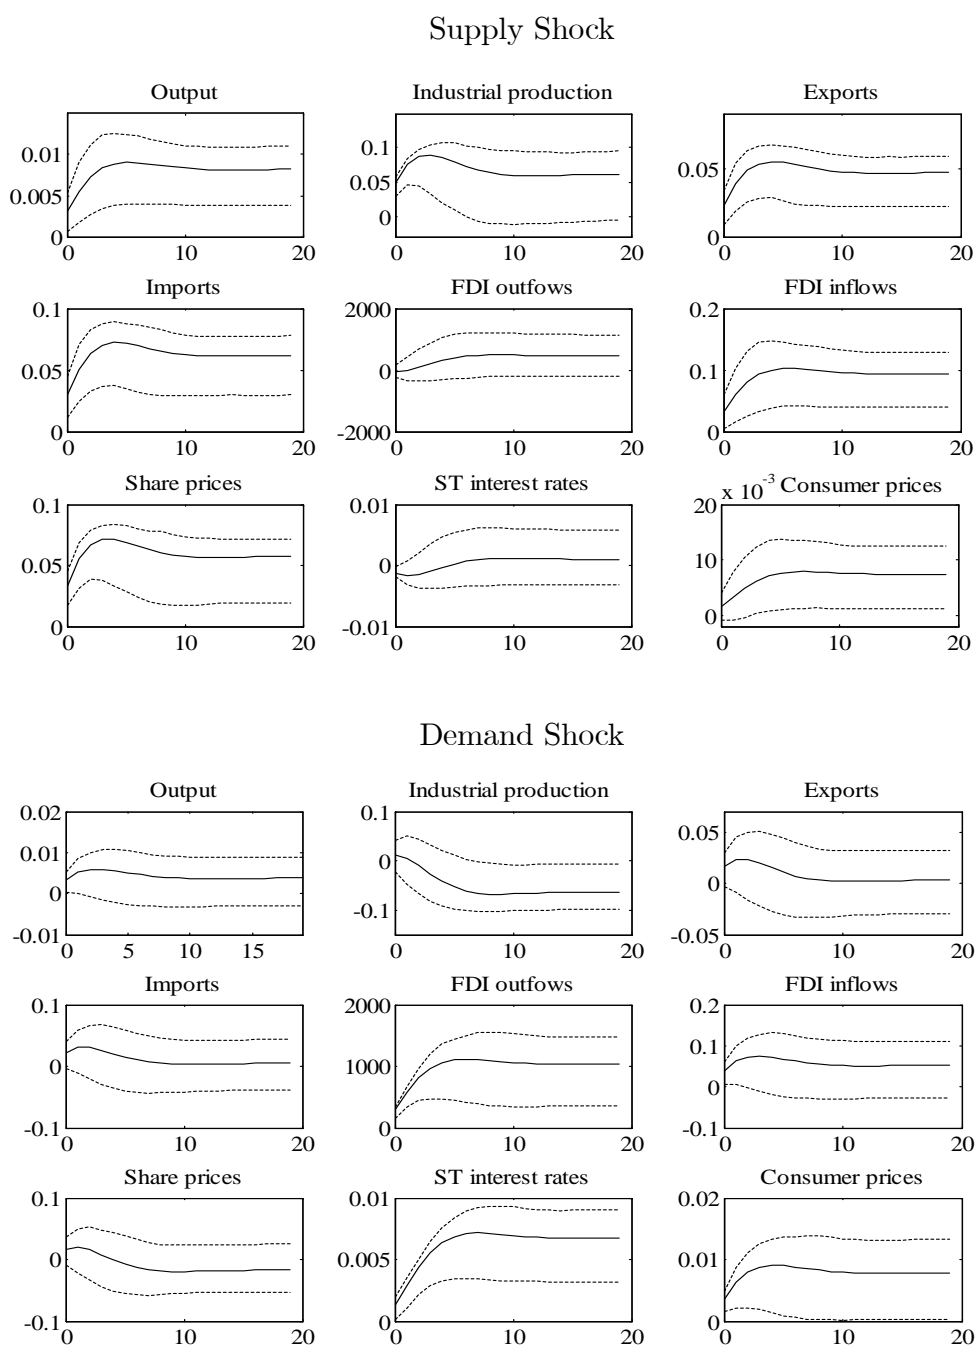 Supply Shock
Output Industrial production Exports
0.01 0.1 0.05
0.005 0.05
0 0 0
0 10 20 0 10 20 0 10 20
Imports FDI outfows FDI inflows
0.1 2000 0.2
0.05 0 0.1
0 -2000 0
0 10 20 0 10 20 0 10 20
Share prices ST interest rates x 10-3 Consumer prices
0.1 0.01 20
0.05 0 10
0 -0.01 0
0 10 20 0 10 20 0 10 20
Demand Shock
Output Industrial production Exports
0.02 0.1 0.05
0.01 0 0
0 -0.1 -0.05
-0.01
0 5 10 15 0 10 20 0 10 20
Imports FDI outfows FDI inflows
0.1 2000 0.2
0 1000 0.1
-0.1 0 0
-0.1
0 10 20 0 10 20 0 10 20
Share prices ST interest rates Consumer prices
0.1 0.01 0.02
0 0.005 0.01
-0.1 0 0
0 10 20 0 10 20 0 10 20